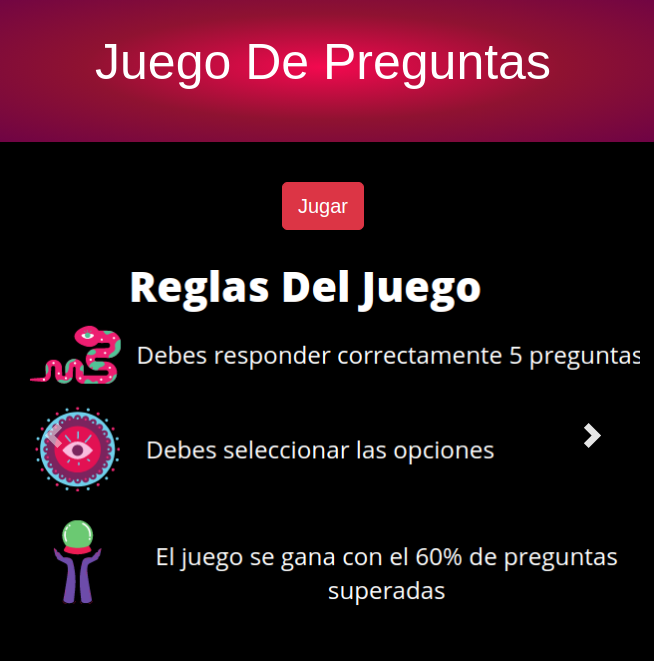 Juego De Preguntas
Jugar
Reglas Del Juego
Debes responder correctamente 5 preguntas
Debes seleccionar las opciones
El juego se gana con el 60% de preguntas
superadas